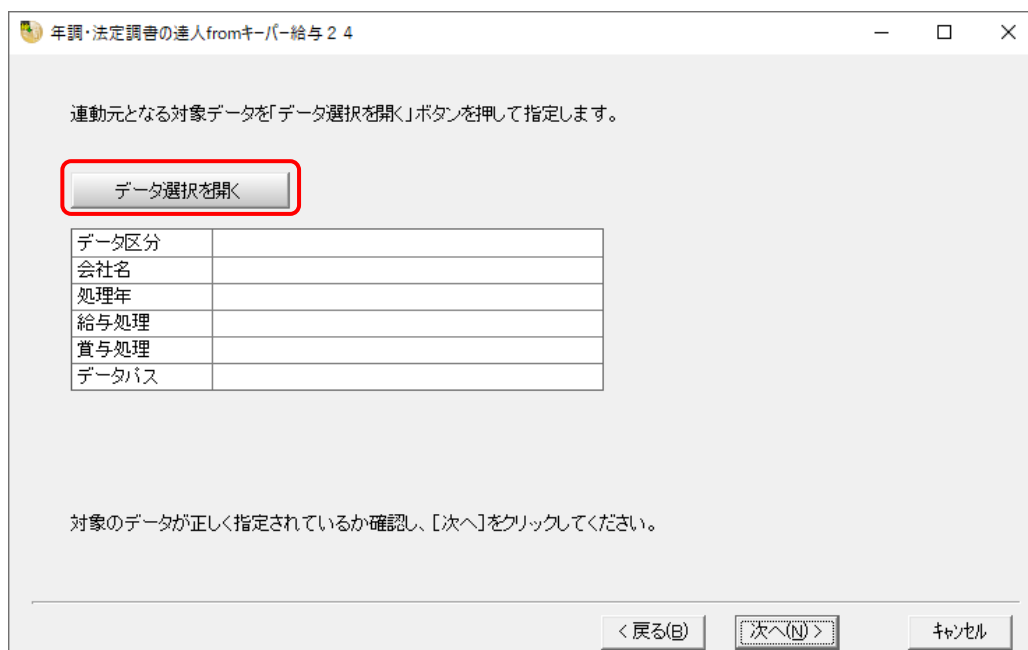 年調・法定調書の達人fromキーパー給与２４
連動元となる対象データを「データ選択を開く」ボタンを押して指定します。
データ選択を開く
データ区分
会社名
処理年
給与処理
賞与処理
データパス
対象のデータが正しく指定されているか確認し、[次へ]をクリックしてください。
＜戻る(B) 次へ(N)＞ キャンセル